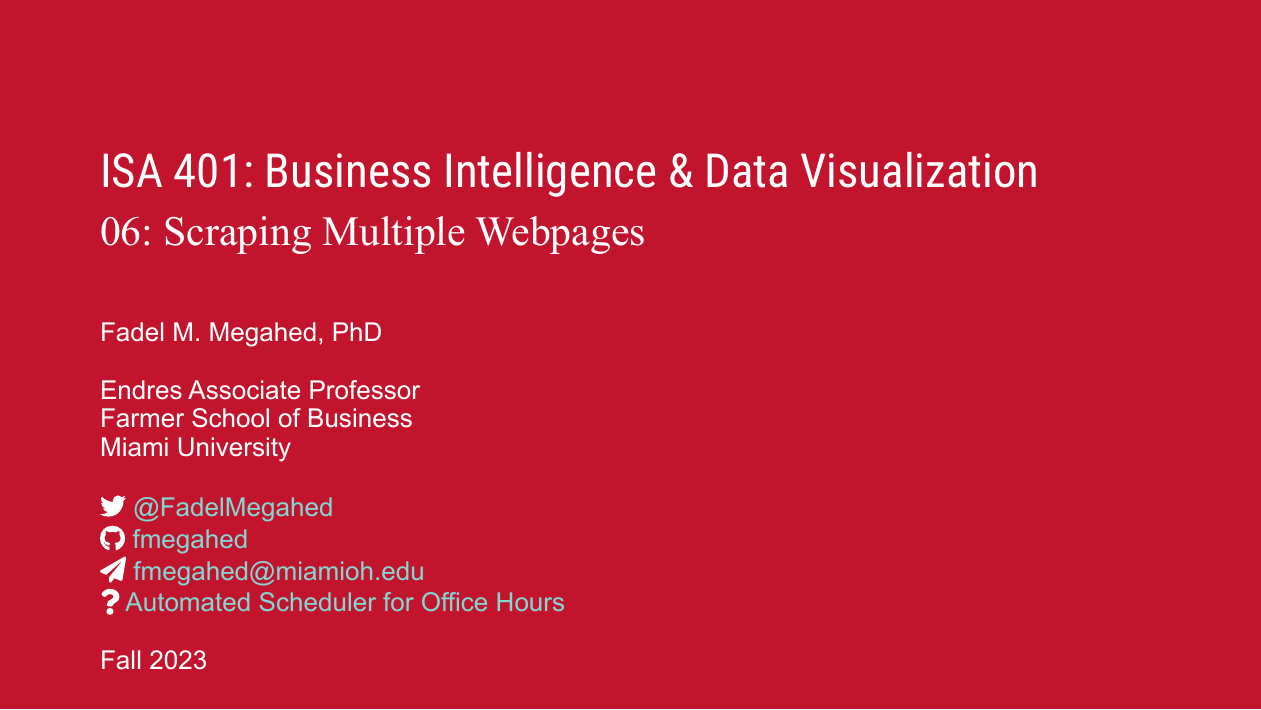 ISA 401: Business Intelligence & Data Visualization
06: Scraping Multiple Webpages
Fadel M. Megahed, PhD
Endres Associate Professor
Farmer School of Business
Miami University
@FadelMegahed
fmegahed
fmegahed@miamioh.edu
Automated Scheduler for Office Hours
Fall 2023